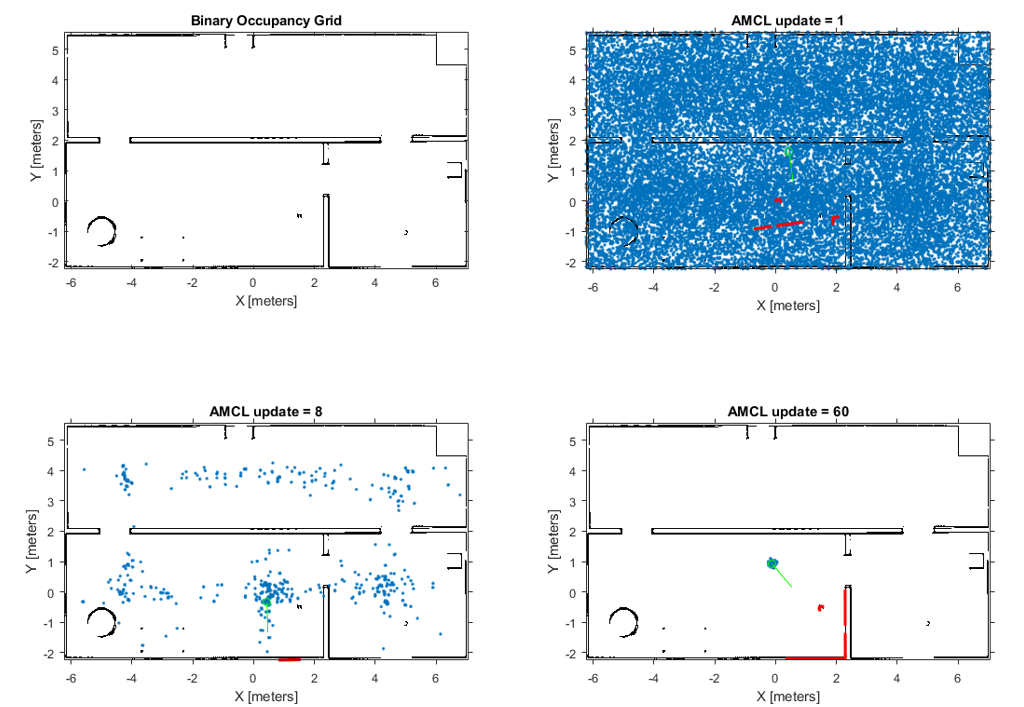 Binary Occupancy Grid
5
4
3
2
1
0
-1
-2
Y [meters]
-6 -4 -2 0 2 4 6
X [meters]
AMCL update = 1
5
4
3
2
1
0
-1
-2
Y [meters]
-6 -4 -2 0 2 4 6
X [meters]
AMCL update = 8
5
4
3
2
1
0
-1
-2
Y [meters]
-6 -4 -2 0 2 4 6
X [meters]
AMCL update = 60
5
4
3
2
1
0
-1
-2
Y [meters]
-6 -4 -2 0 2 4 6
X [meters]